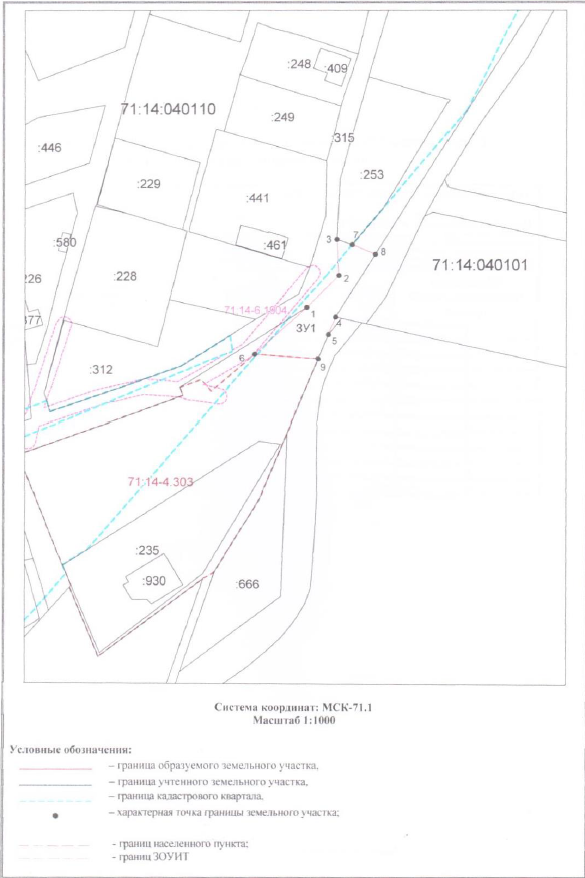 :248
:409
71:14:040110
:249
:315
:446
:253
:229
:441
:580
:461
3
7
8
71:14:040101
:228
2
1
71:14-6.1804
:ЗУ1
4
5
6
9
:312
71:14-4.303
:235
:930
:666
Система координат: МСК-71.1
Масштаб 1:1000
Условные обозначения:
– граница образуемого земельного участка,
– граница учтенного земельного участка,
– граница кадастрового квартала,
– характерная точка границы земельного участка;
- границ населенного пункта;
- границ ЗОУИТ